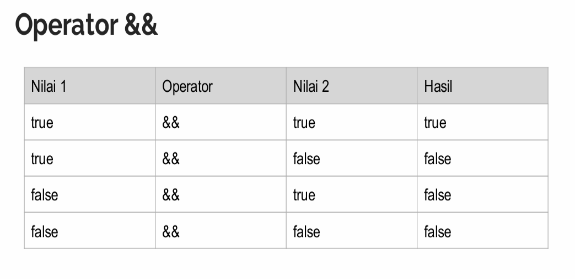 Operator &&
Nilai 1 Operator Nilai 2 Hasil
true && true true
true && false false
false && true false
false && false false